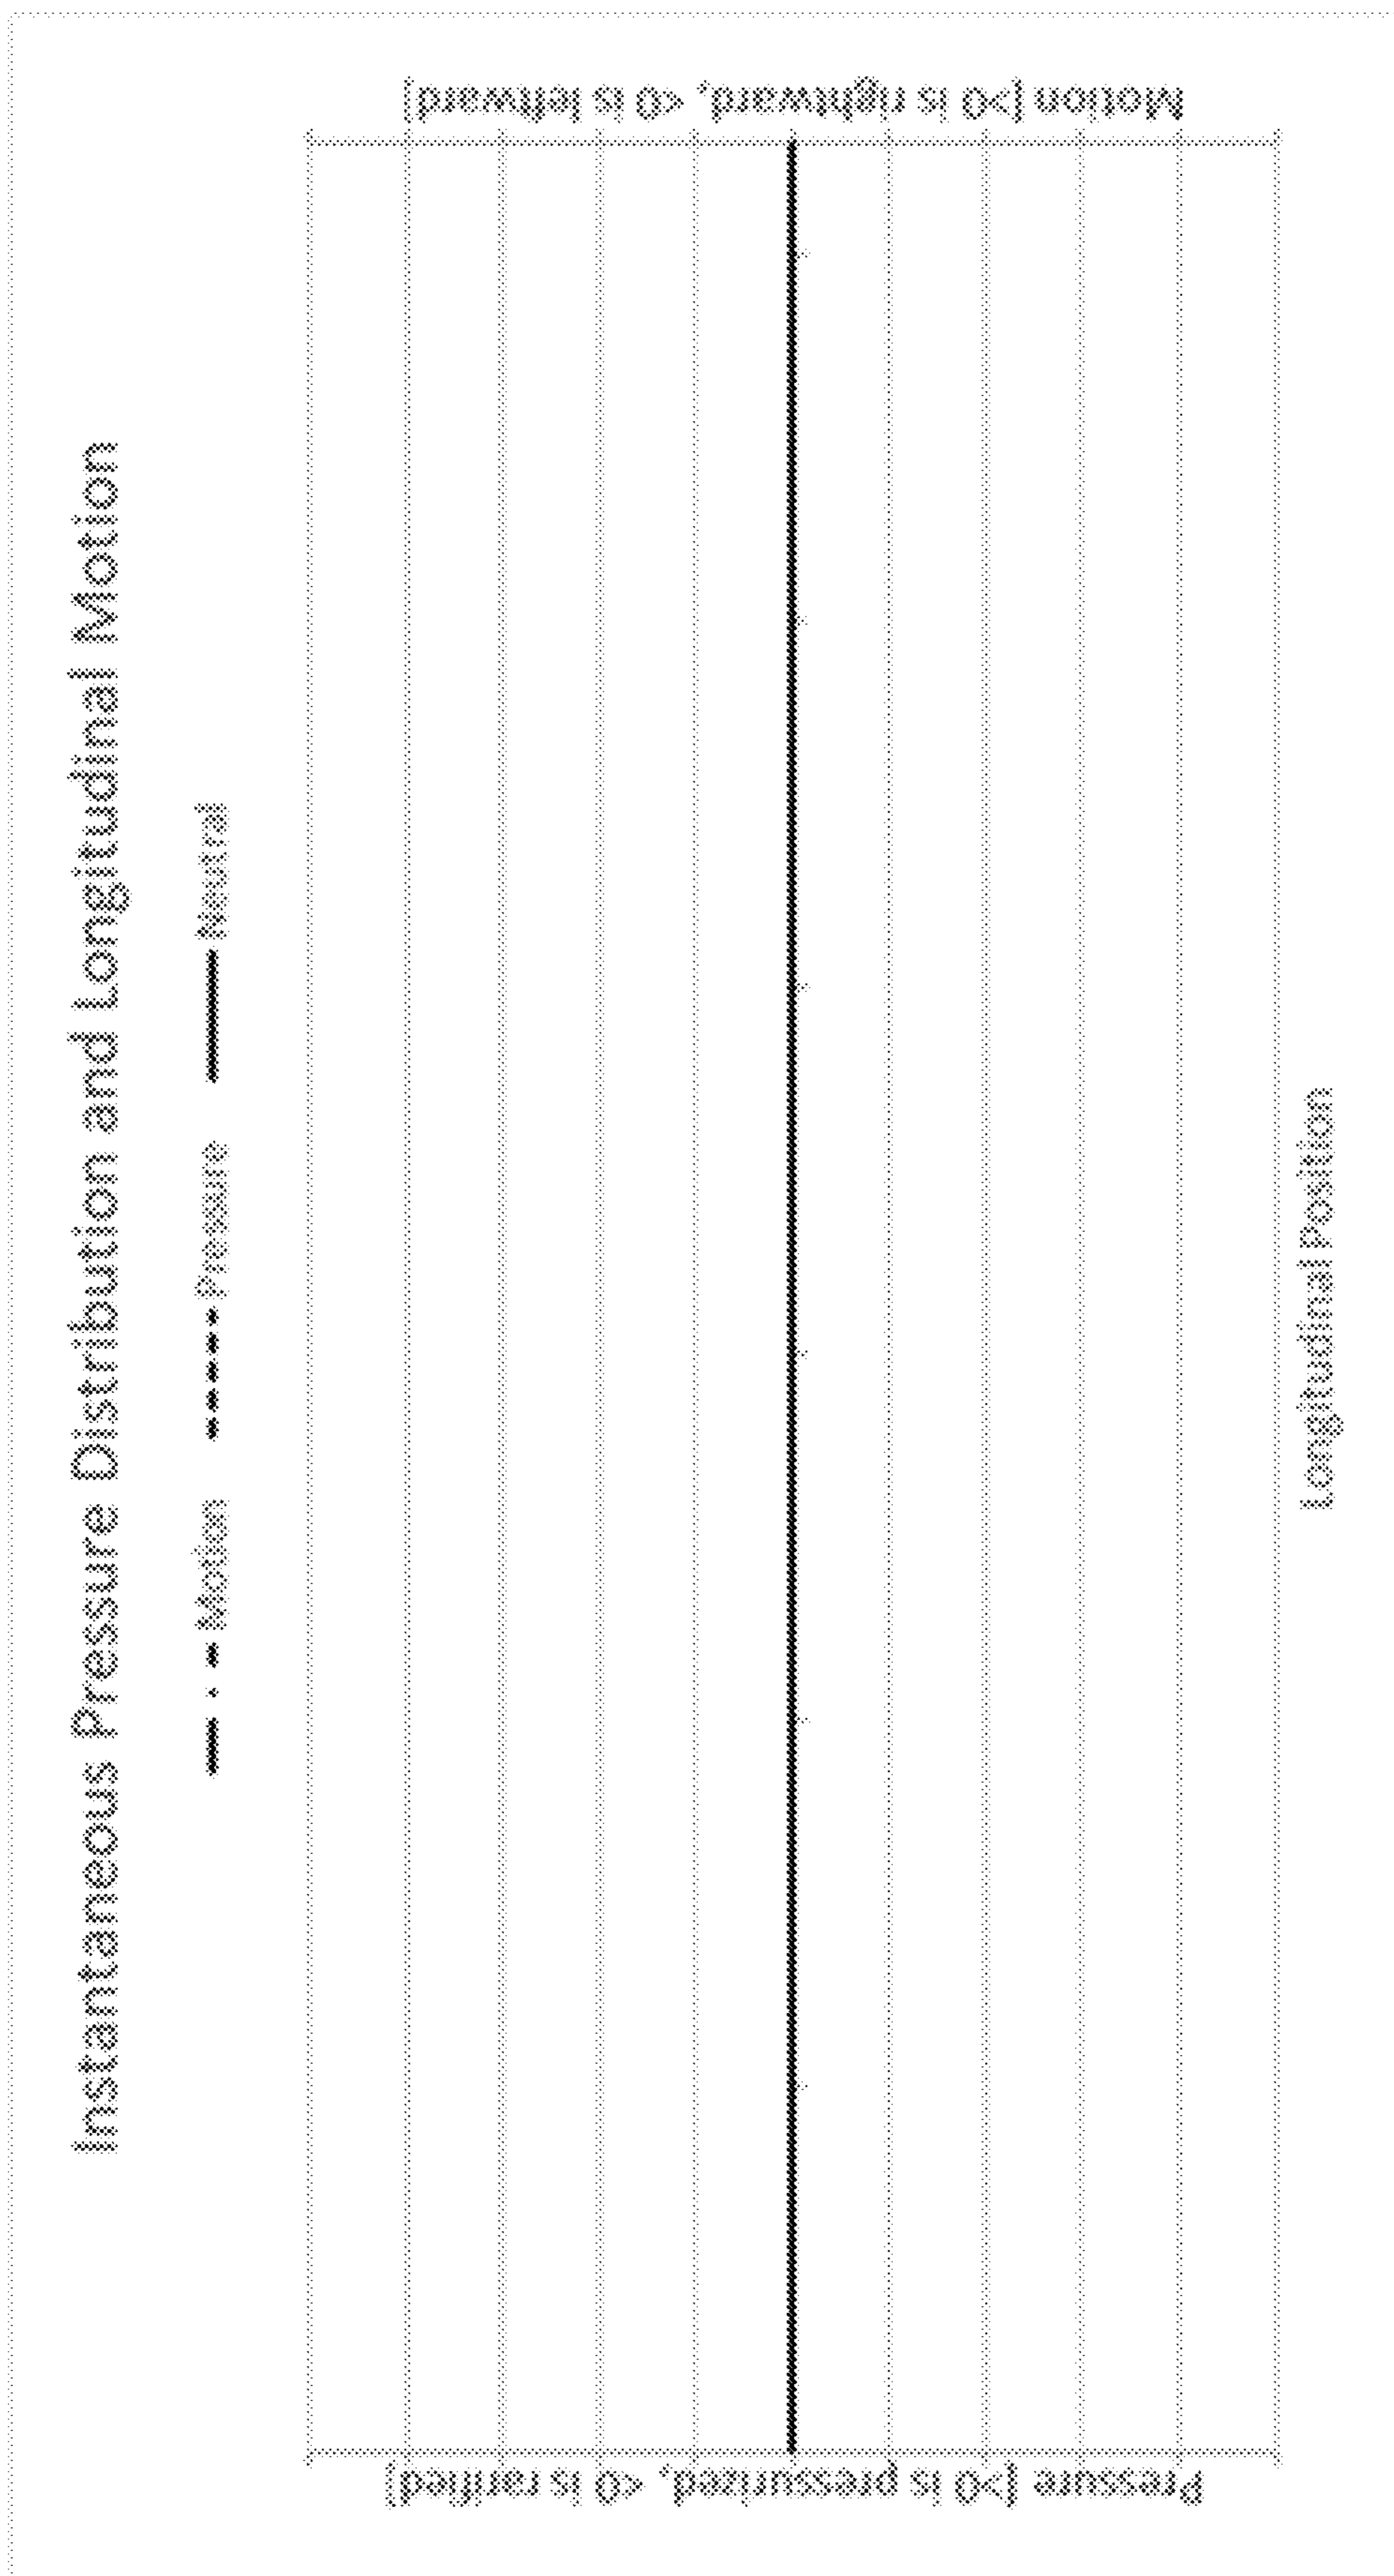 Instantaneous Pressure Distribution and Longitudinal Motion
Motion Pressure Neutral
Pressure [>0 is pressurized, <0 is rarified]
Motion [>0 is rightward, <0 is leftward]
Longitudinal Position